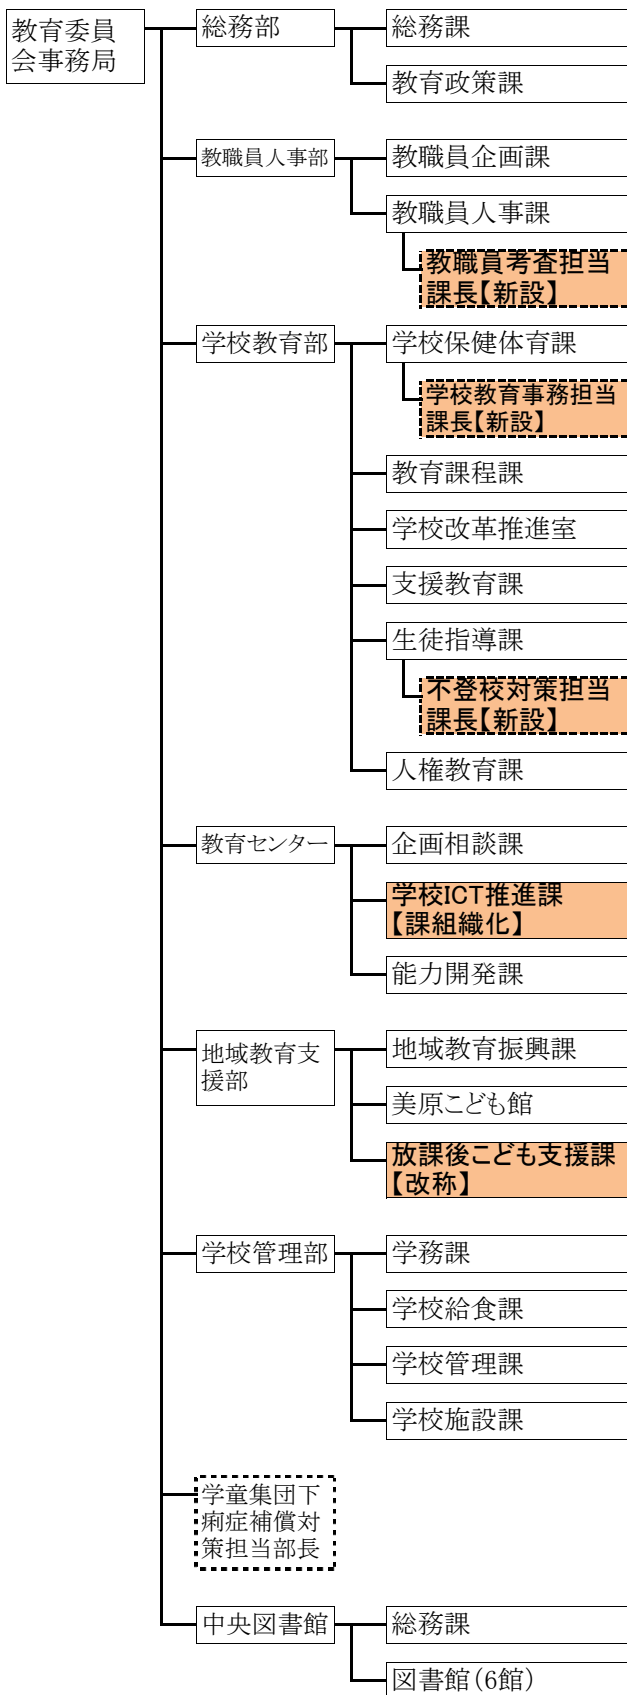 教育委員
会事務局
総務部
総務課
教育政策課
教職員人事部
教職員企画課
教職員人事課
教職員考査担当
課長【新設】
学校教育部
学校保健体育課
学校教育事務担当
課長【新設】
教育課程課
学校改革推進室
支援教育課
生徒指導課
不登校対策担当
課長【新設】
人権教育課
教育センター
企画相談課
学校ICT推進課
【課組織化】
能力開発課
地域教育支
援部
地域教育振興課
美原こども館
放課後こども支援課
【改称】
学校管理部
学務課
学校給食課
学校管理課
学校施設課
学童集団下
痢症補償対
策担当部長
中央図書館
総務課
図書館(6館)